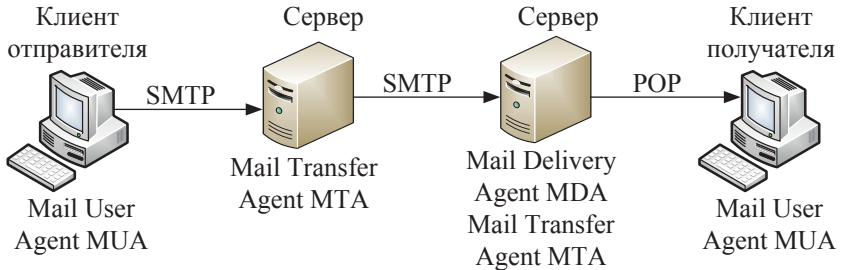 Клиент
отправителя
Сервер
Сервер
Клиент
получателя
SMTP
SMTP
POP
Mail User
Agent MUA
Mail Transfer
Agent MTA
Mail Delivery
Agent MDA
Mail Transfer
Agent MTA
Mail User
Agent MUA